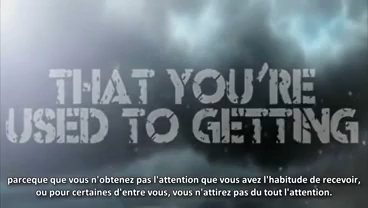 THAT YOU'RE
USED TO GETTING
parceque que vous n'obtenez pas l'attention que vous avez l'habitude de recevoir,
ou pour certaines d'entre vous, vous n'attirez pas du tout l'attention.